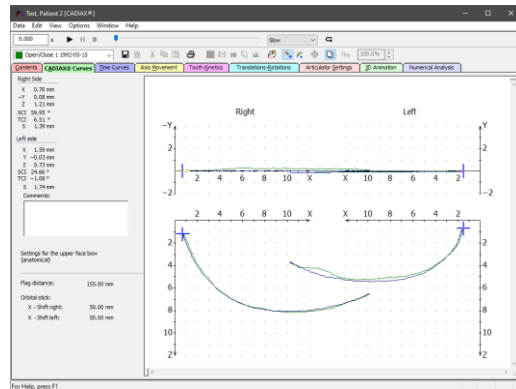 Test, Patient 2 [CADIAX®]
Data Edit View Options Window Help
0.000 s Slow
Open/Close 1 1992-05-15 100.0%
Contents CADIAX® Curves Time Curves Axis Movement Tooth Kinetics Translations-Rotations Articulator Settings 3D Animation Numerical Analysis
Right Side
X 0.70 mm
-Y 0.08 mm
Z 1.21 mm
SCI 59.95 °
TCI 6.51 °
S 1.39 mm
Left side
X 1.59 mm
Y -0.03 mm
Z 0.73 mm
SCI 24.66 °
TCI -1.08 °
S 1.74 mm
Comments:
Settings for the upper face bow
(anatomical)
Flag distance: 155.00 mm
Orbital stick:
X - Shift right: 50.00 mm
X - Shift left: 50.00 mm
Right Left
-Y Y
2 2
2 4 6 8 10 X X 10 8 6 4 2
-2 -2
2 4 6 8 10 X X 10 8 6 4 2
2 2
4 4
6 6
8 8
10 10
Z Z
For Help, press F1